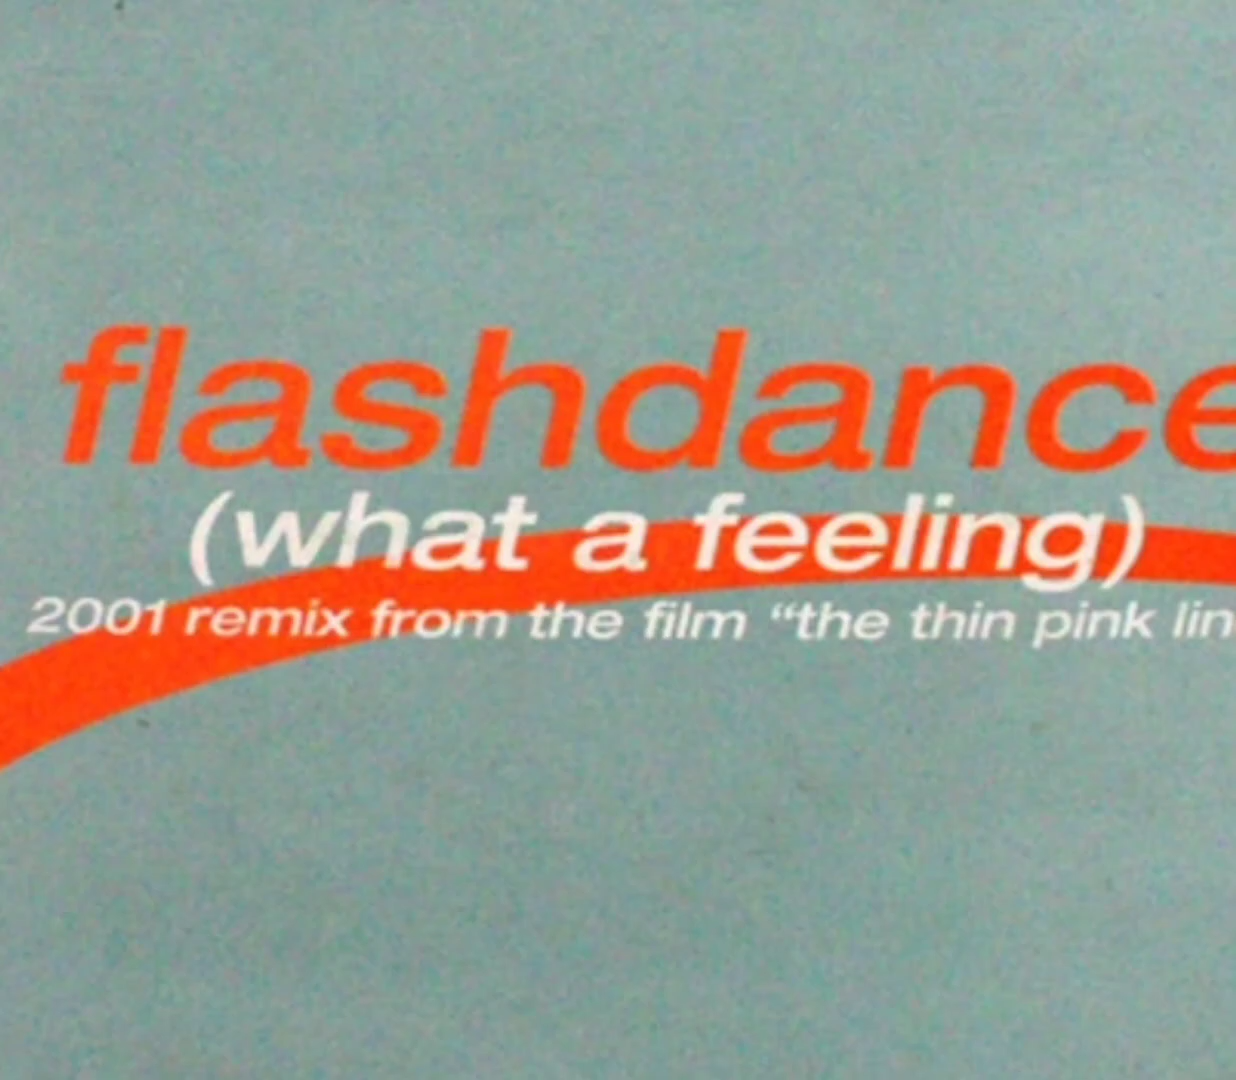 flashdance
(what a feeling)
2001 remix from the film “the thin pink lin